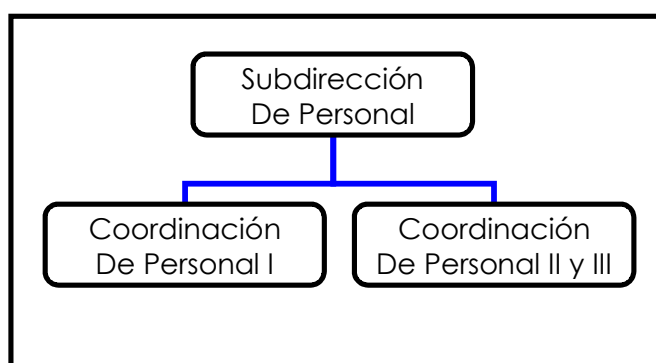 Subdirección
De Personal
Coordinación
De Personal I
Coordinación
De Personal II y III